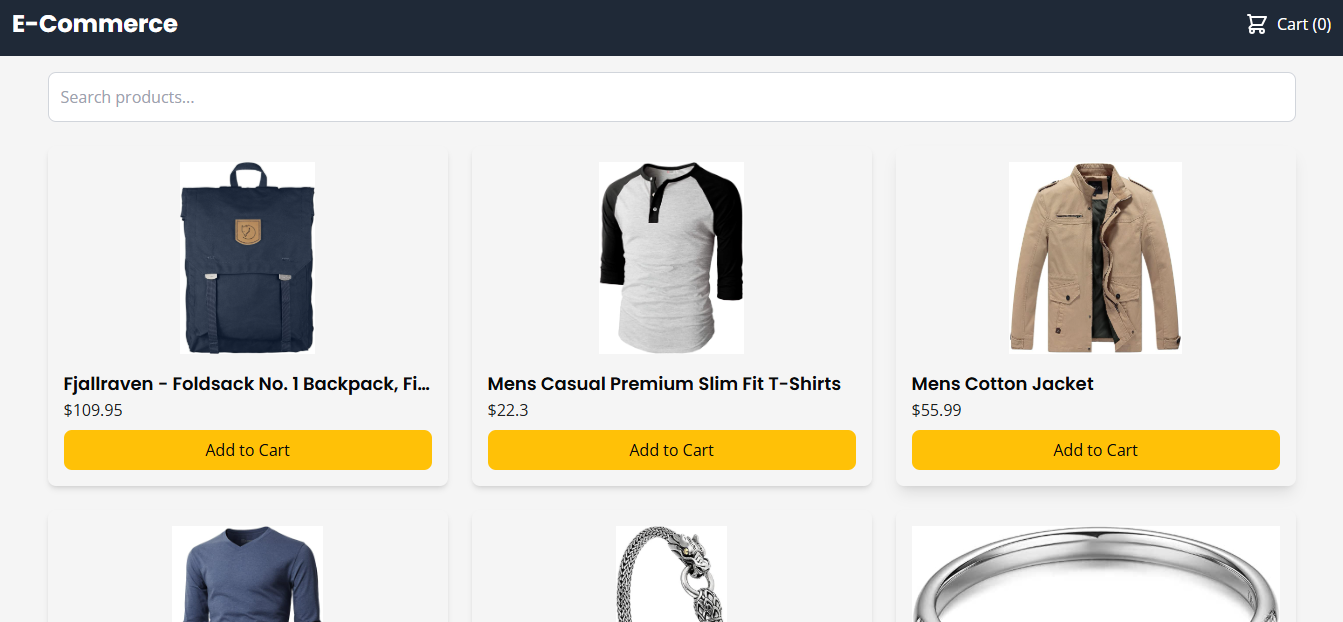 E-Commerce
Cart (0)
Search products...
Fjallraven - Foldsack No. 1 Backpack, Fi...
$109.95
Add to Cart
Mens Casual Premium Slim Fit T-Shirts
$22.3
Add to Cart
Mens Cotton Jacket
$55.99
Add to Cart